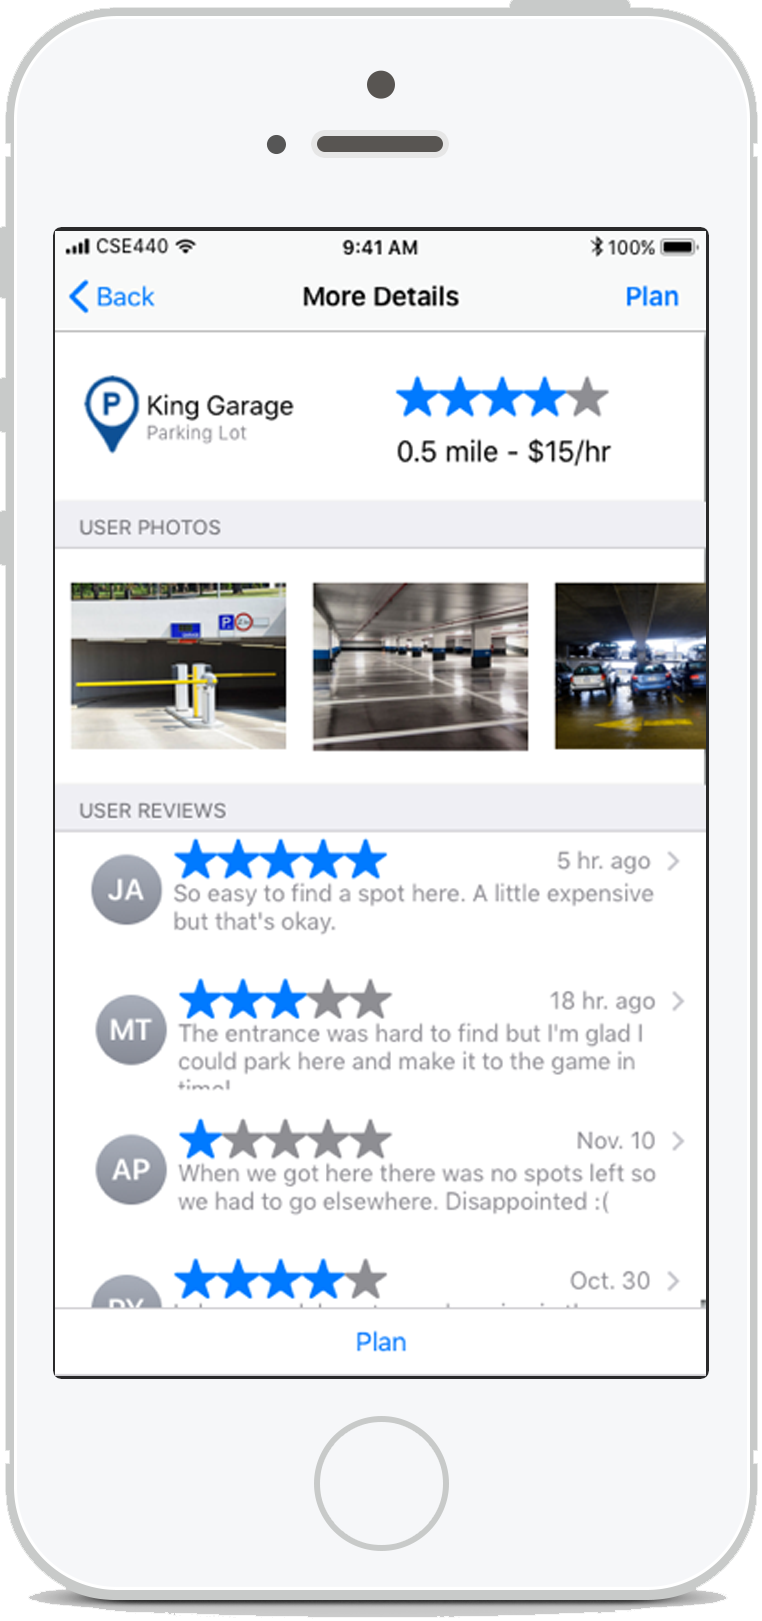 CSE440 9:41 AM 100%
Back More Details Plan
P King Garage
Parking Lot
0.5 mile - $15/hr
USER PHOTOS
P
USER REVIEWS
JA 5 hr. ago
So easy to find a spot here. A little expensive
but that's okay.
MT 18 hr. ago
The entrance was hard to find but I'm glad I
could park here and make it to the game in
time!
AP Nov. 10
When we got here there was no spots left so
we had to go elsewhere. Disappointed :(
Oct. 30
Plan